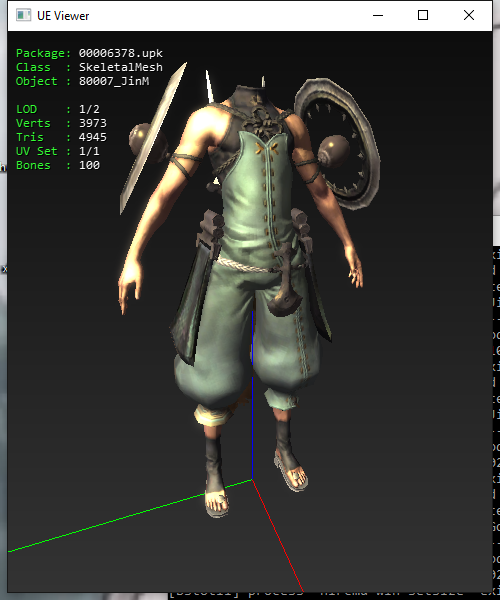 UE Viewer
Package: 00006378.upk
Class  : SkeletalMesh
Object : 80007_JinM
LOD    : 1/2
Verts  : 3973
Tris   : 4945
UV Set : 1/1
Bones  : 100